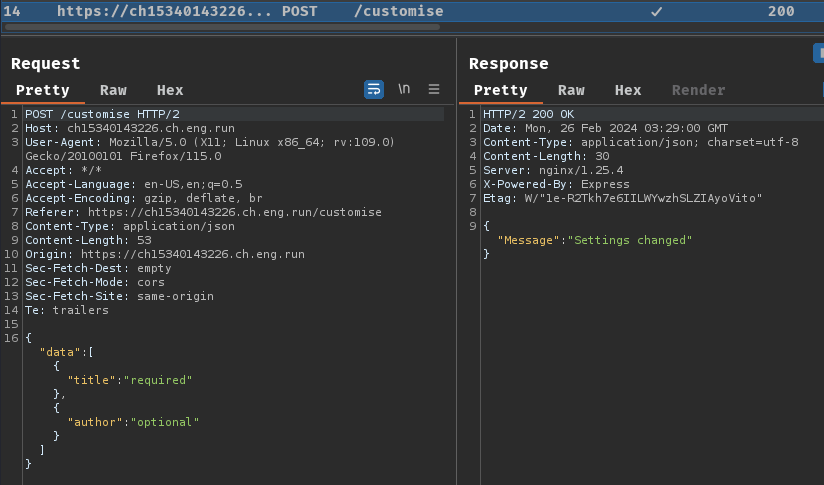 14 https://ch15340143226... POST /customise ✓ 200
Request
Pretty Raw Hex \n
1 POST /customise HTTP/2
2 Host: ch15340143226.ch.eng.run
3 User-Agent: Mozilla/5.0 (X11; Linux x86_64; rv:109.0)
Gecko/20100101 Firefox/115.0
4 Accept: */*
5 Accept-Language: en-US,en;q=0.5
6 Accept-Encoding: gzip, deflate, br
7 Referer: https://ch15340143226.ch.eng.run/customise
8 Content-Type: application/json
9 Content-Length: 53
10 Origin: https://ch15340143226.ch.eng.run
11 Sec-Fetch-Dest: empty
12 Sec-Fetch-Mode: cors
13 Sec-Fetch-Site: same-origin
14 Te: trailers
15
16 {
"data":[
{
"title":"required"
},
{
"author":"optional"
}
]
}
Response
Pretty Raw Hex Render
1 HTTP/2 200 OK
2 Date: Mon, 26 Feb 2024 03:29:00 GMT
3 Content-Type: application/json; charset=utf-8
4 Content-Length: 30
5 Server: nginx/1.25.4
6 X-Powered-By: Express
7 Etag: W/"1e-R2Tkh7e6IILWYwzhSLZIAyoVito"
8
9 {
"Message":"Settings changed"
}